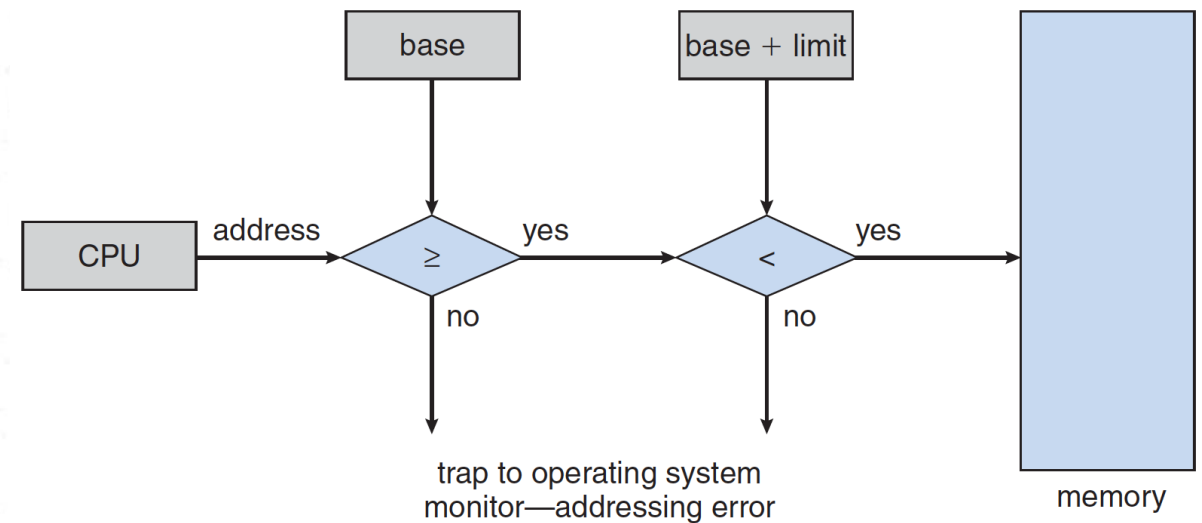 base
base + limit
CPU
address
≥
yes
<
yes
no
no
trap to operating system
monitor—addressing error
memory